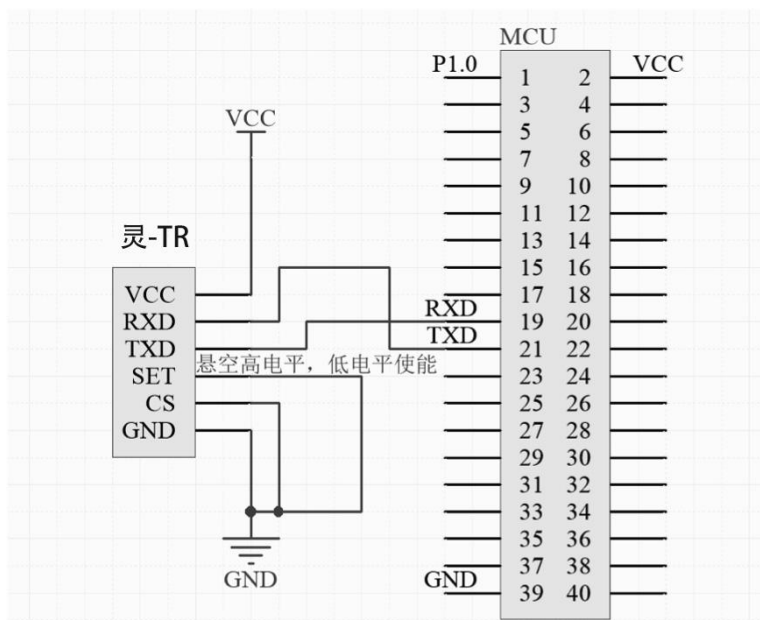 MCU
P1.0 1 2 VCC
3 4
5 6
7 8
9 10
11 12
13 14
15 16
17 18
RXD 19 20
TXD 21 22
23 24
25 26
27 28
29 30
31 32
33 34
35 36
37 38
GND 39 40
VCC
灵-TR
VCC
RXD
TXD
悬空高电平，低电平使能
SET
CS
GND
GND